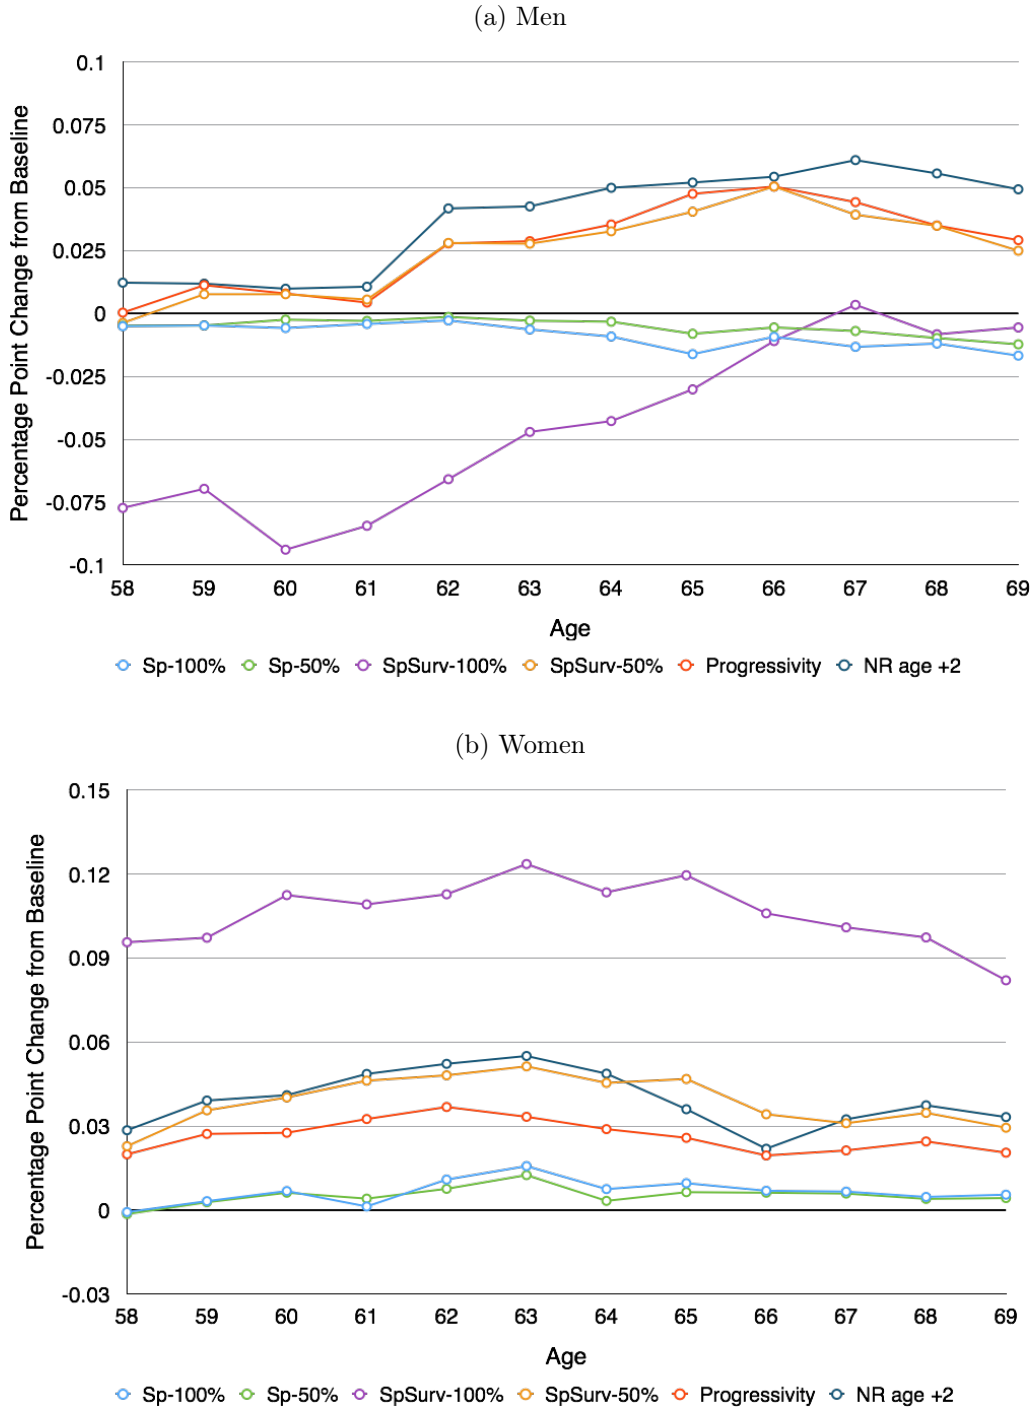 (a) Men
Percentage Point Change from Baseline
0.1
0.075
0.05
0.025
0
-0.025
-0.05
-0.075
-0.1
58 59 60 61 62 63 64 65 66 67 68 69
Age
Sp-100% Sp-50% SpSurv-100% SpSurv-50% Progressivity NR age +2
(b) Women
Percentage Point Change from Baseline
0.15
0.12
0.09
0.06
0.03
0
-0.03
58 59 60 61 62 63 64 65 66 67 68 69
Age
Sp-100% Sp-50% SpSurv-100% SpSurv-50% Progressivity NR age +2